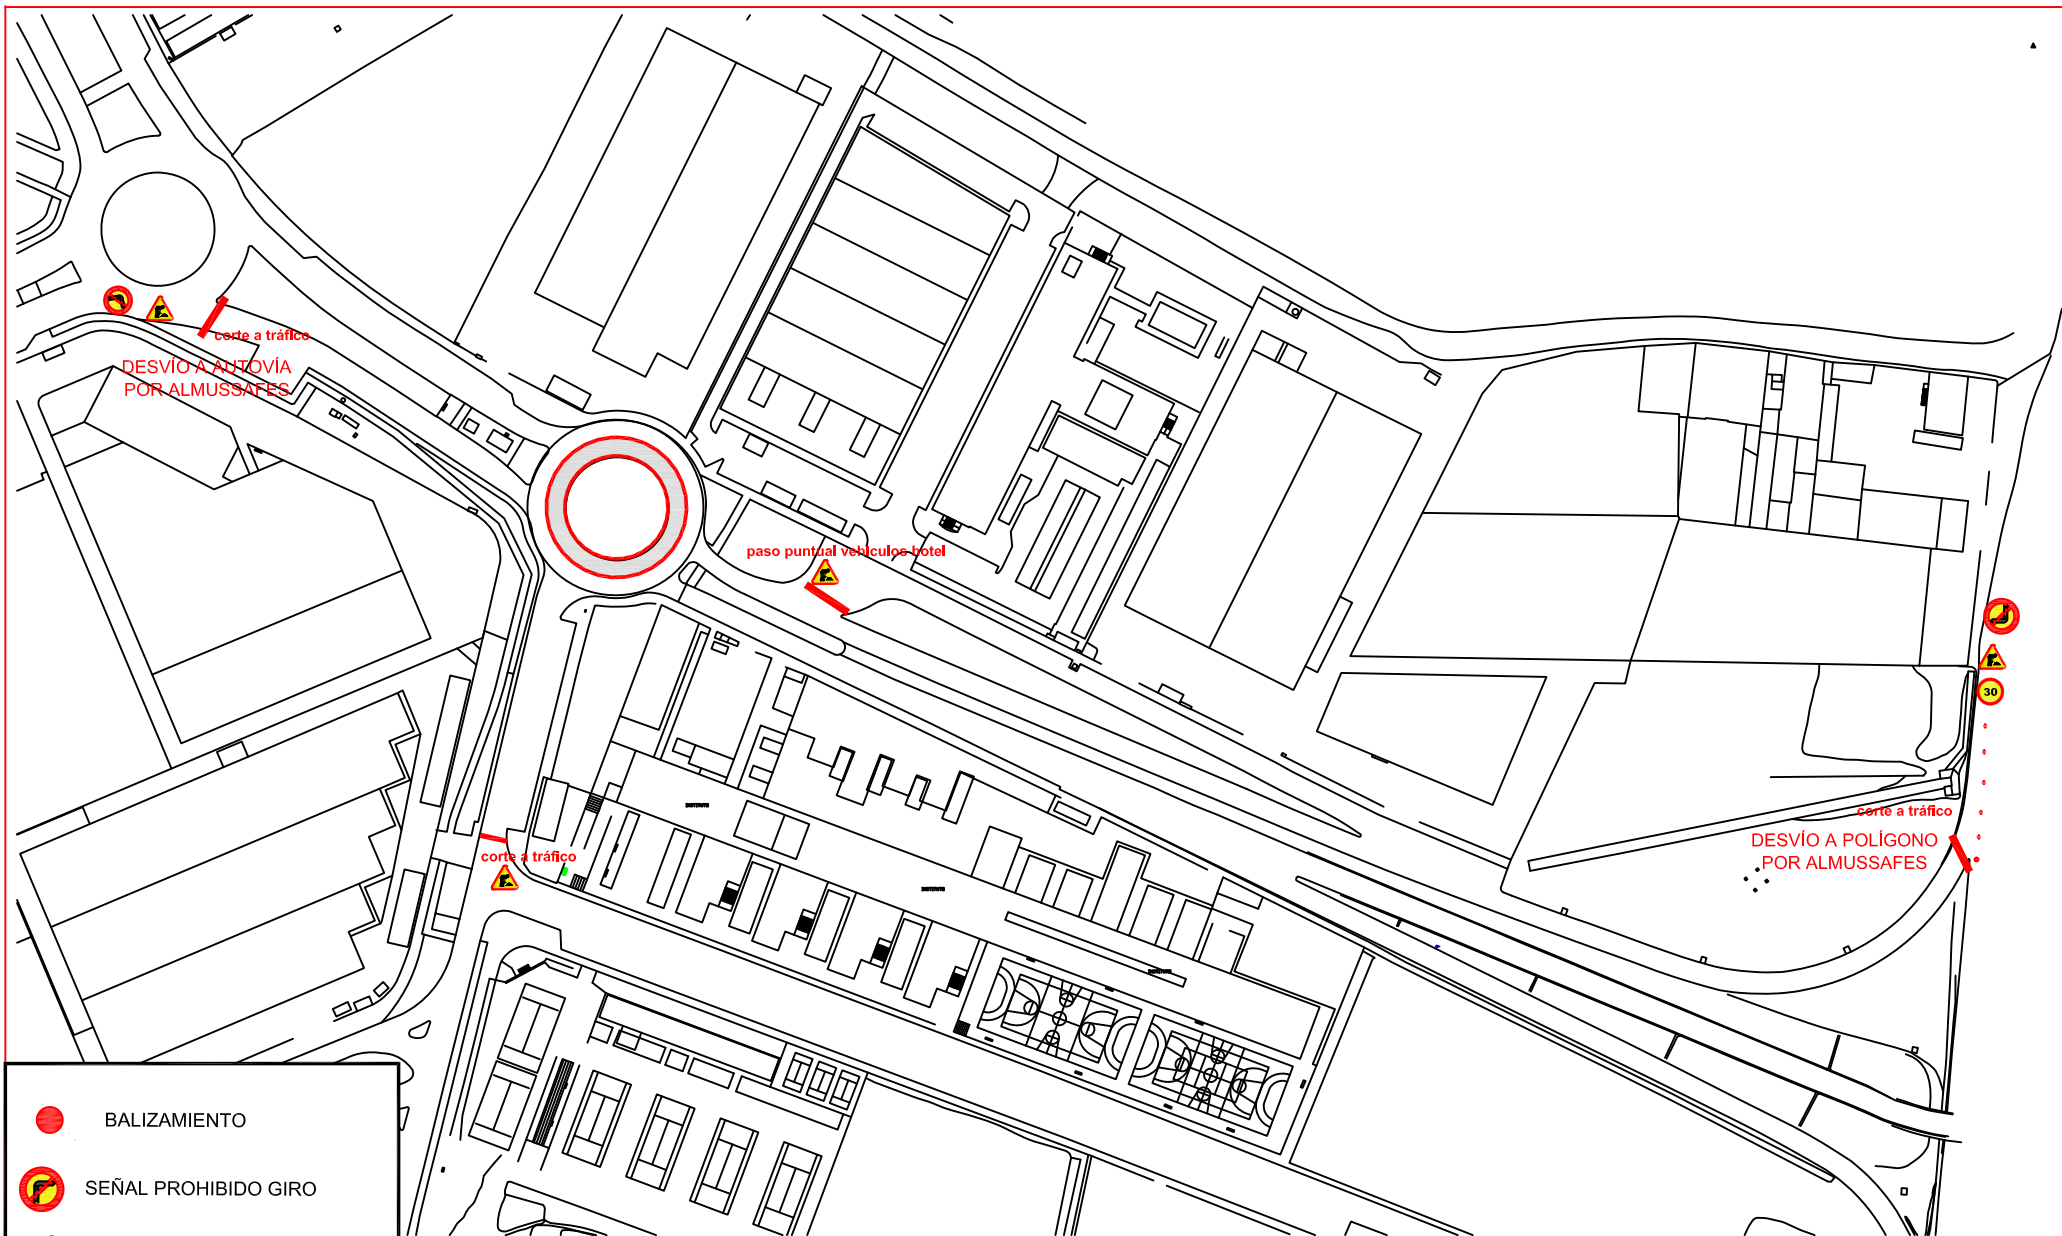 corte a tráfico
DESVÍO A AUTOVÍA
POR ALMUSSAFES
paso puntual vehículos hotel
30
corte a tráfico
DESVÍO A POLÍGONO
POR ALMUSSAFES
corte a tráfico
BALIZAMIENTO
SEÑAL PROHIBIDO GIRO